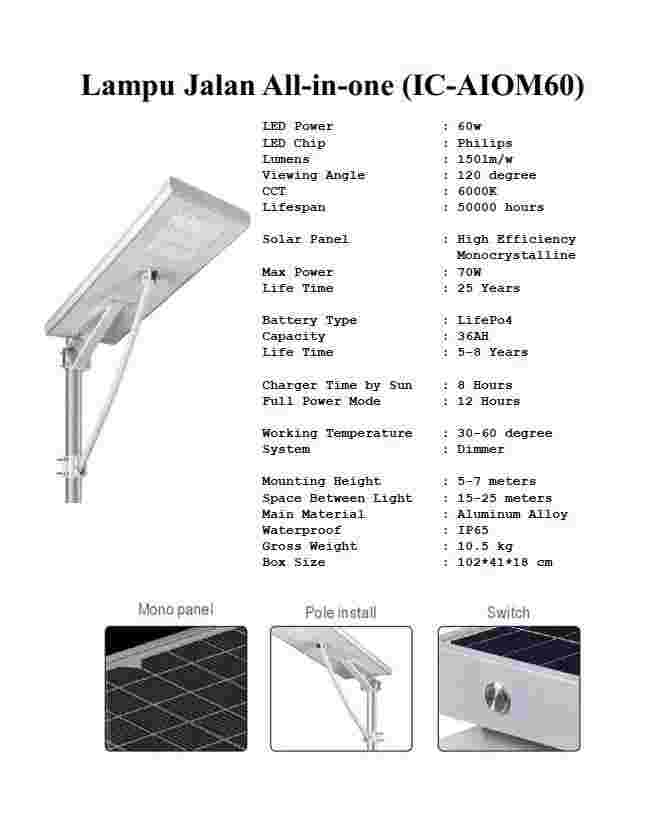 Lampu Jalan All-in-one (IC-AIOM60)
LED Power : 60w
LED Chip : Philips
Lumens : 150lm/w
Viewing Angle : 120 degree
CCT : 6000K
Lifespan : 50000 hours
Solar Panel : High Efficiency
Monocrystalline
Max Power : 70W
Life Time : 25 Years
Battery Type : LifePo4
Capacity : 36AH
Life Time : 5-8 Years
Charger Time by Sun : 8 Hours
Full Power Mode : 12 Hours
Working Temperature : 30-60 degree
System : Dimmer
Mounting Height : 5-7 meters
Space Between Light : 15-25 meters
Main Material : Aluminum Alloy
Waterproof : IP65
Gross Weight : 10.5 kg
Box Size : 102*41*18 cm
Mono panel
Pole install
Switch